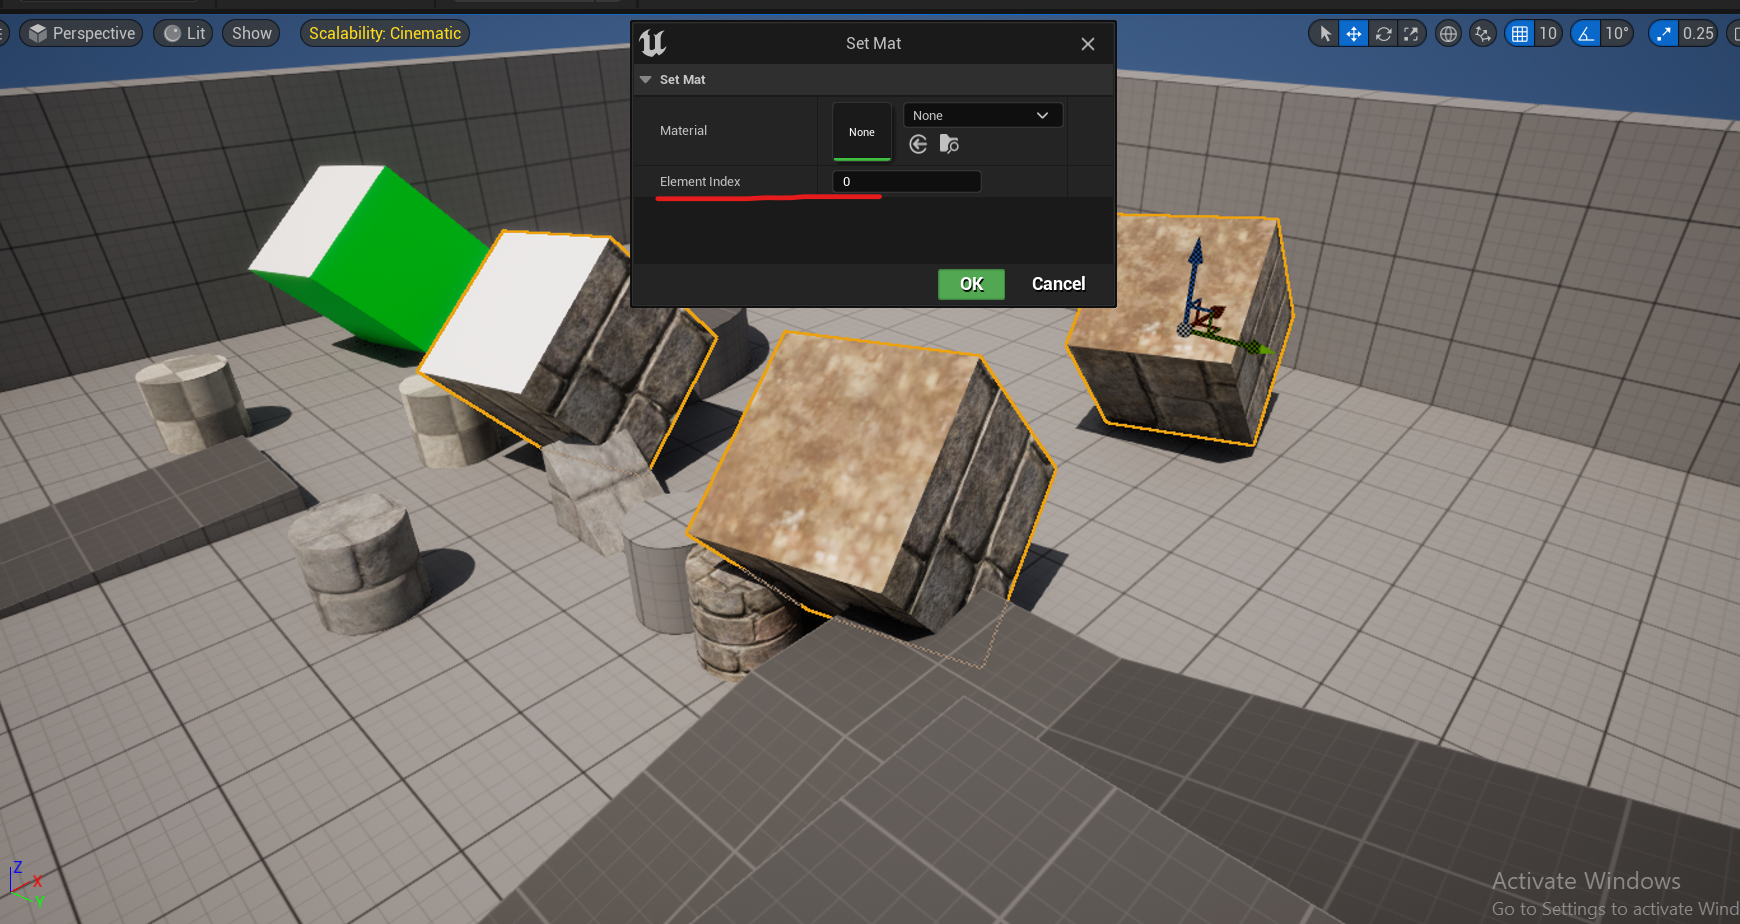 Perspective
Lit
Show
Scalability: Cinematic
10
10°
0.25
Set Mat
Set Mat
Material
None
None
Element Index
0
OK
Cancel
Z
X
Y
Activate Windows
Go to Settings to activate Wind